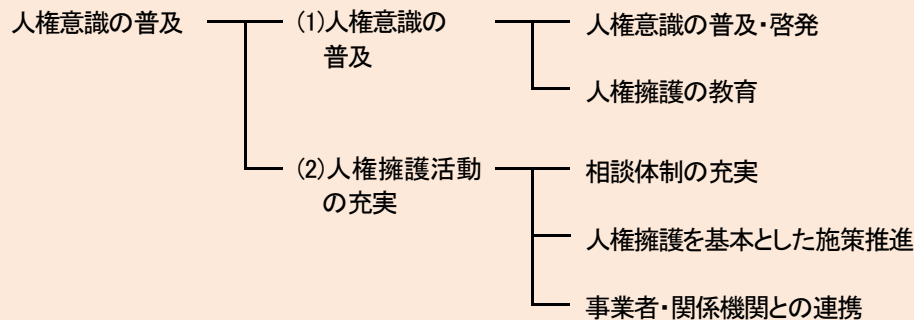 人権意識の普及
(1)人権意識の
普及
人権意識の普及・啓発
人権擁護の教育
(2)人権擁護活動
の充実
相談体制の充実
人権擁護を基本とした施策推進
事業者・関係機関との連携